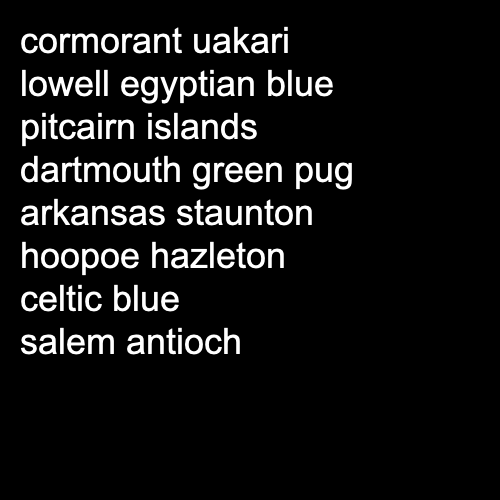 cormorant uakari
lowell egyptian blue
pitcairn islands
dartmouth green pug
arkansas staunton
hoopoe hazleton
celtic blue
salem antioch